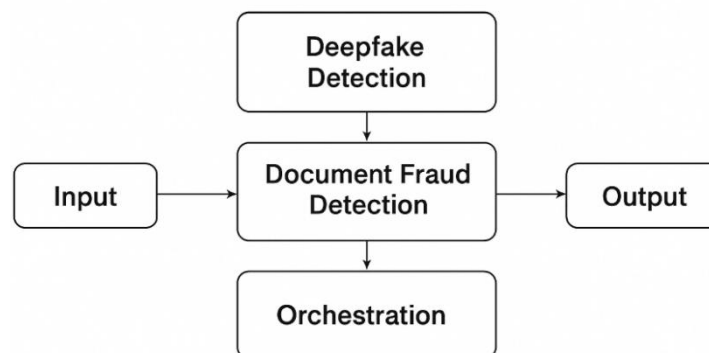 Deepfake
Detection
Input
Document Fraud
Detection
Output
Orchestration